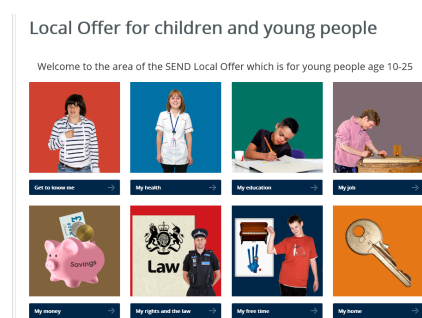 Local Offer for children and young people
Welcome to the area of the SEND Local Offer which is for young people age 10-25
Get to know me
My health
My education
My job
Savings
Law
My money
My rights and the law
My free time
My home